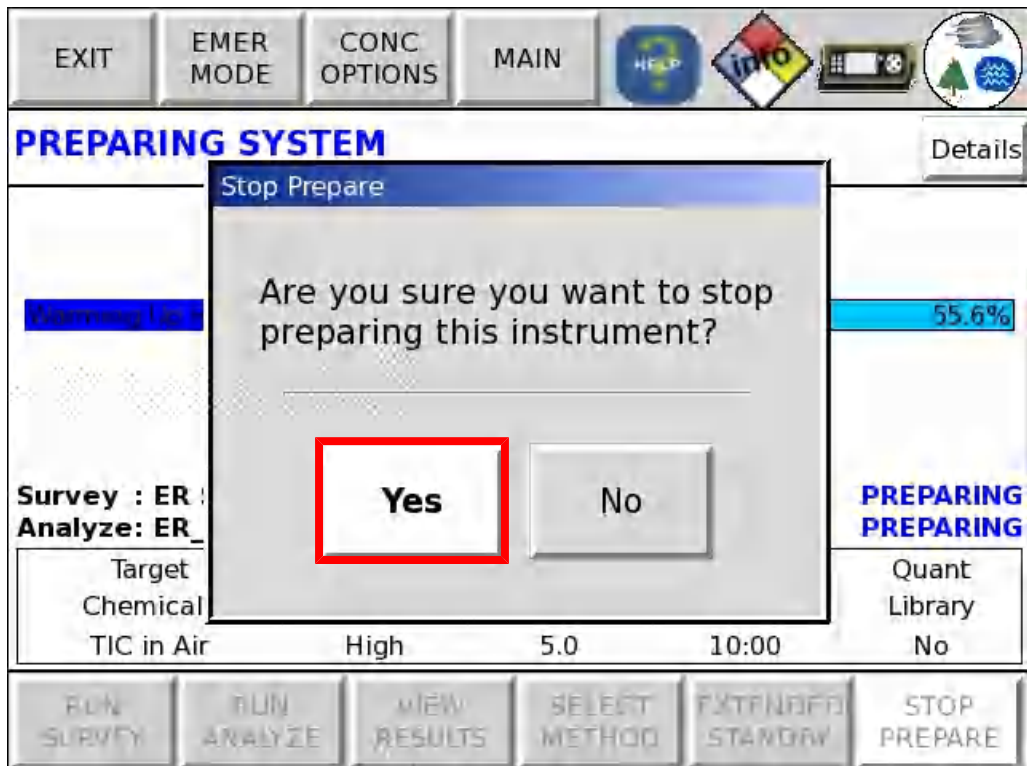 EXIT
EMER MODE
CONC OPTIONS
MAIN
HELP
info
PREPARING SYSTEM
Details
Stop Prepare
Are you sure you want to stop
preparing this instrument?
Warming Up
55.6%
Yes
No
Survey : ER
PREPARING
Analyze: ER_
PREPARING
Target
Quant
Chemical
Library
TIC in Air High 5.0 10:00 No
RUN SURVEY
RUN ANALYZE
VIEW RESULTS
SELECT METHOD
EXTENDED STANDBY
STOP PREPARE